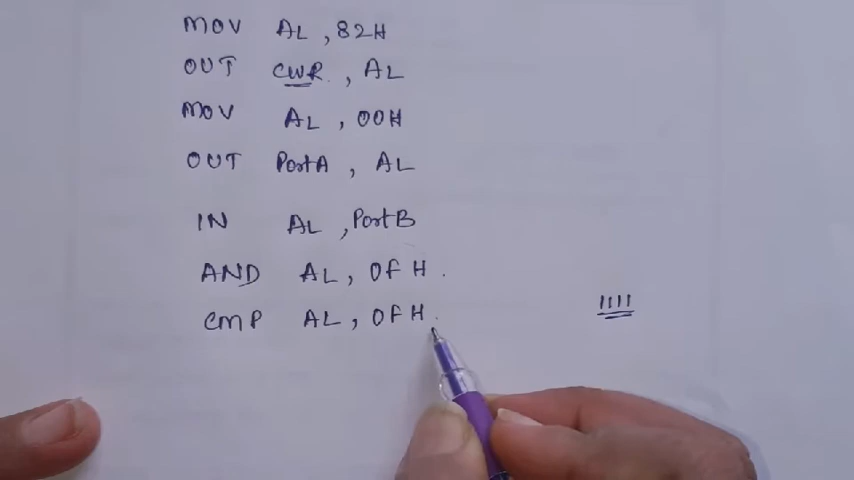 MOV AL , 82H
OUT CWR. , AL
MOV AL , 00H
OUT PortA , AL
IN AL , PortB
AND AL, 0FH.
CMP AL, 0FH.
1111